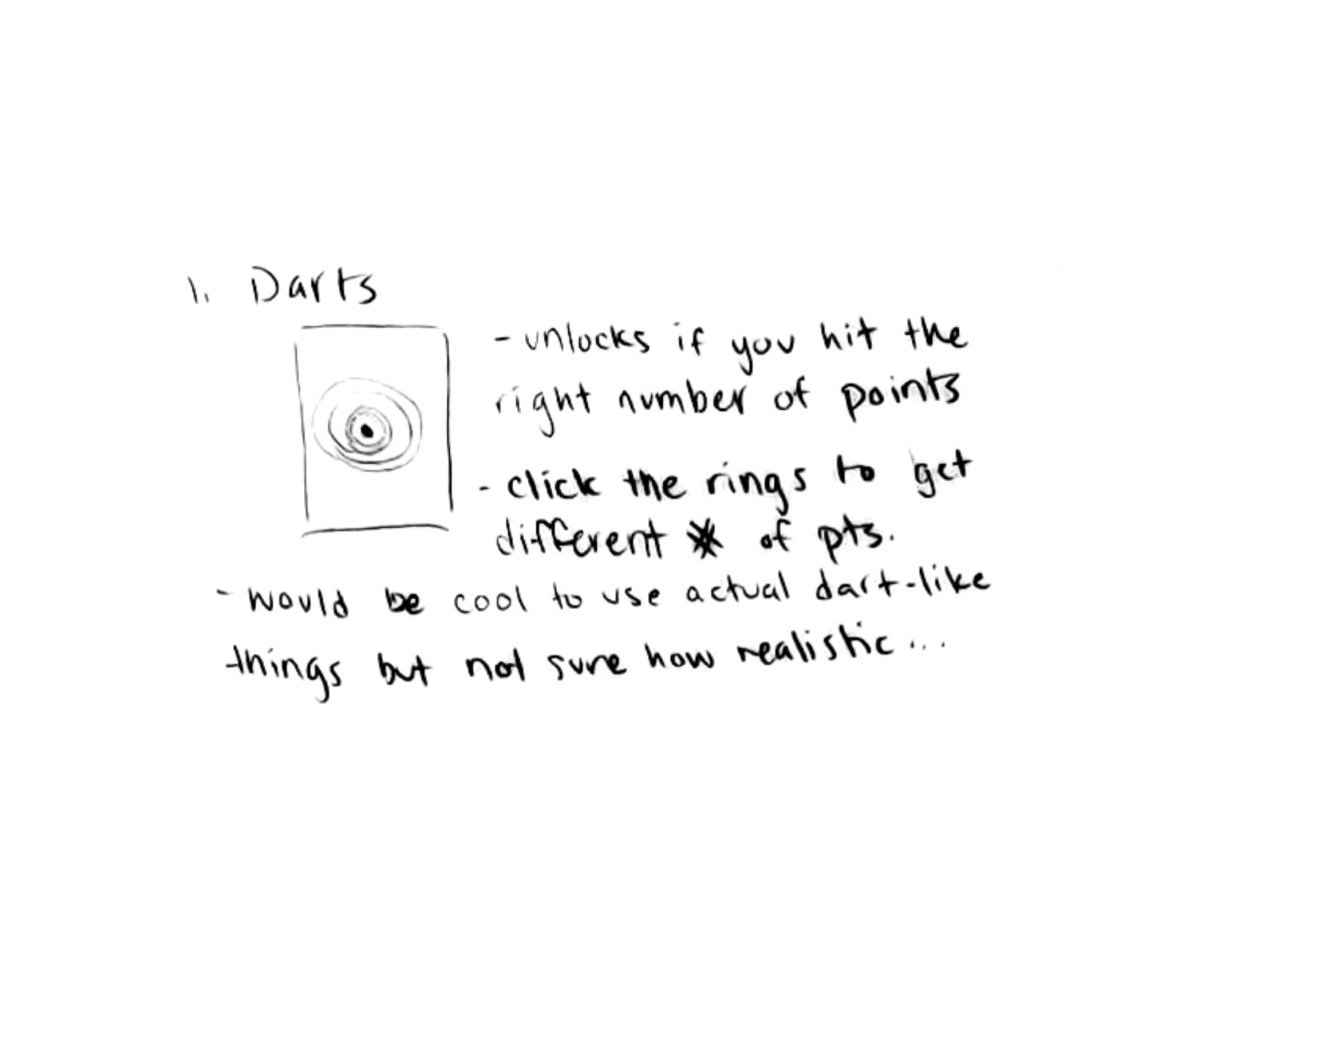 1. Darts
- unlocks if you hit the
right number of points
- click the rings to get
different # of pts.
- would be cool to use actual dart-like
things but not sure how realistic...